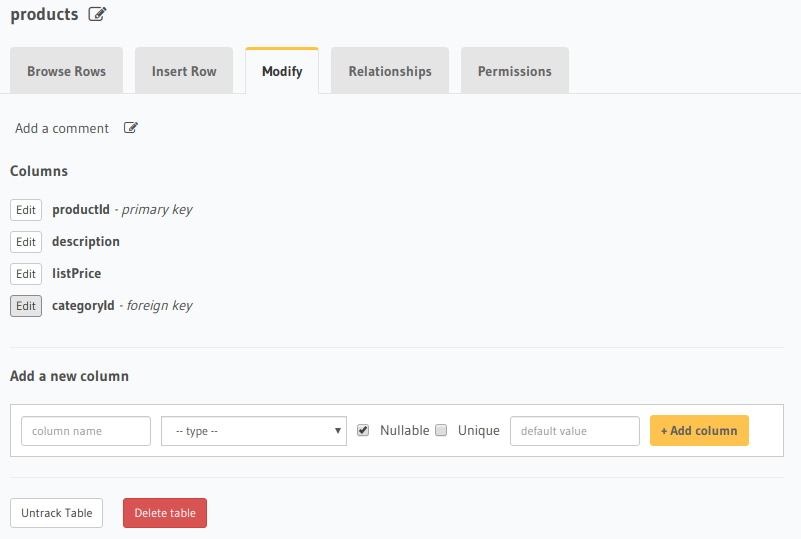 products
Browse Rows Insert Row Modify Relationships Permissions
Add a comment
Columns
Edit productId - primary key
Edit description
Edit listPrice
Edit categoryId - foreign key
Add a new column
column name -- type -- Nullable Unique default value + Add column
Untrack Table Delete table